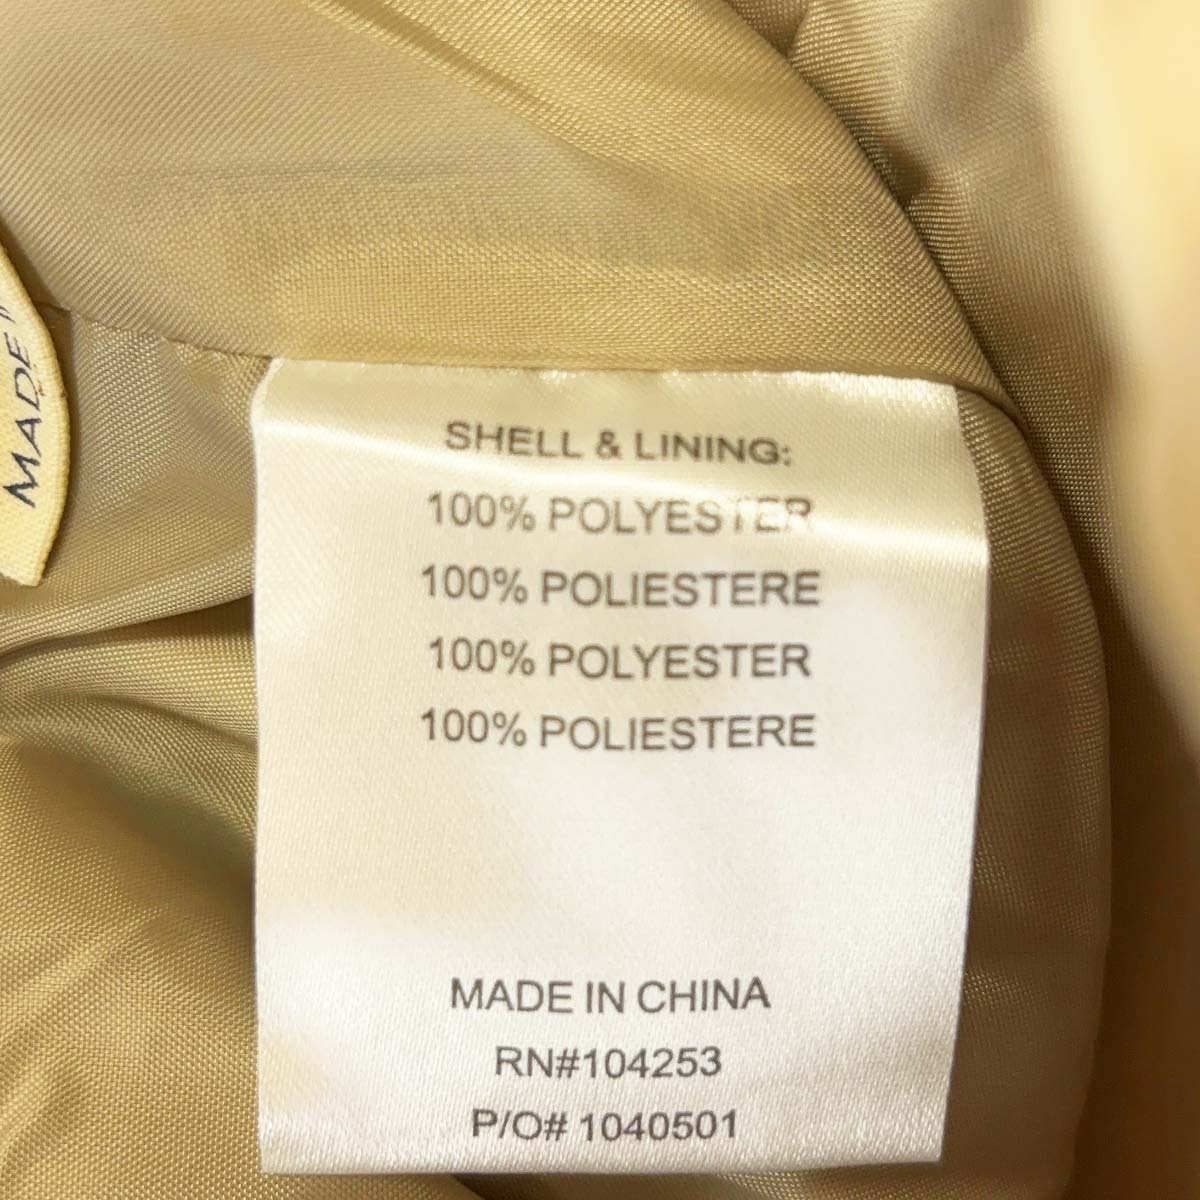 MADE
SHELL & LINING:
100% POLYESTER
100% POLIESTERE
100% POLYESTER
100% POLIESTERE
MADE IN CHINA
RN#104253
P/O# 1040501